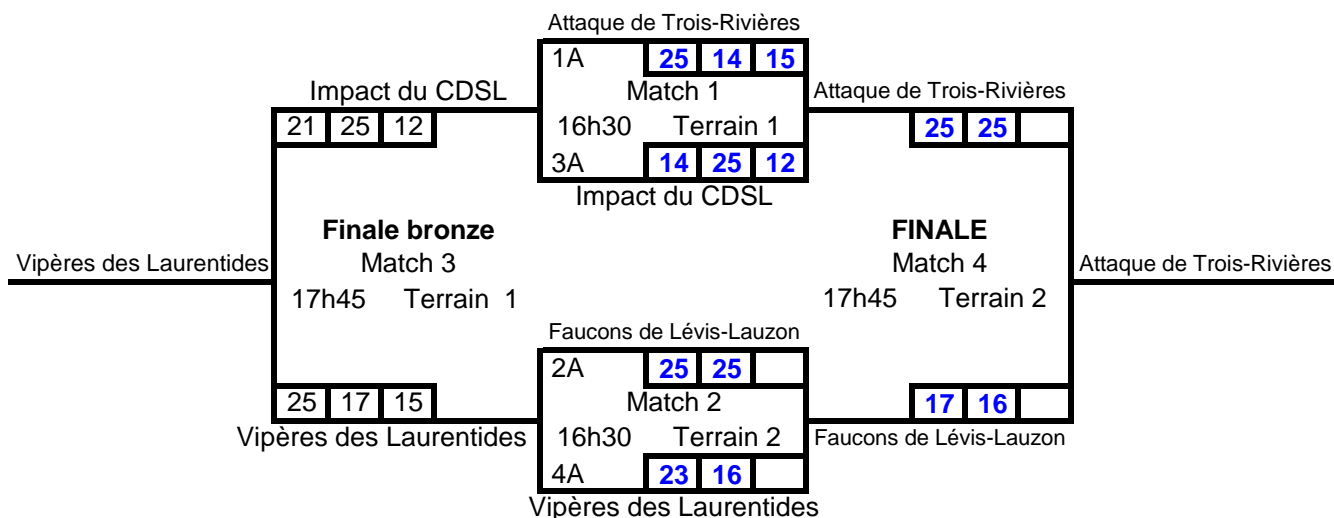 Attaque de Trois-Rivières
1A 25 14 15
Impact du CDSL Match 1 Attaque de Trois-Rivières
21 25 12 16h30 Terrain 1 25 25
3A 14 25 12
Impact du CDSL
Finale bronze FINALE
Vipères des Laurentides Match 3 Match 4 Attaque de Trois-Rivières
17h45 Terrain 1 17h45 Terrain 2
Faucons de Lévis-Lauzon
2A 25 25
25 17 15 Match 2 17 16
Vipères des Laurentides 16h30 Terrain 2 Faucons de Lévis-Lauzon
4A 23 16
Vipères des Laurentides